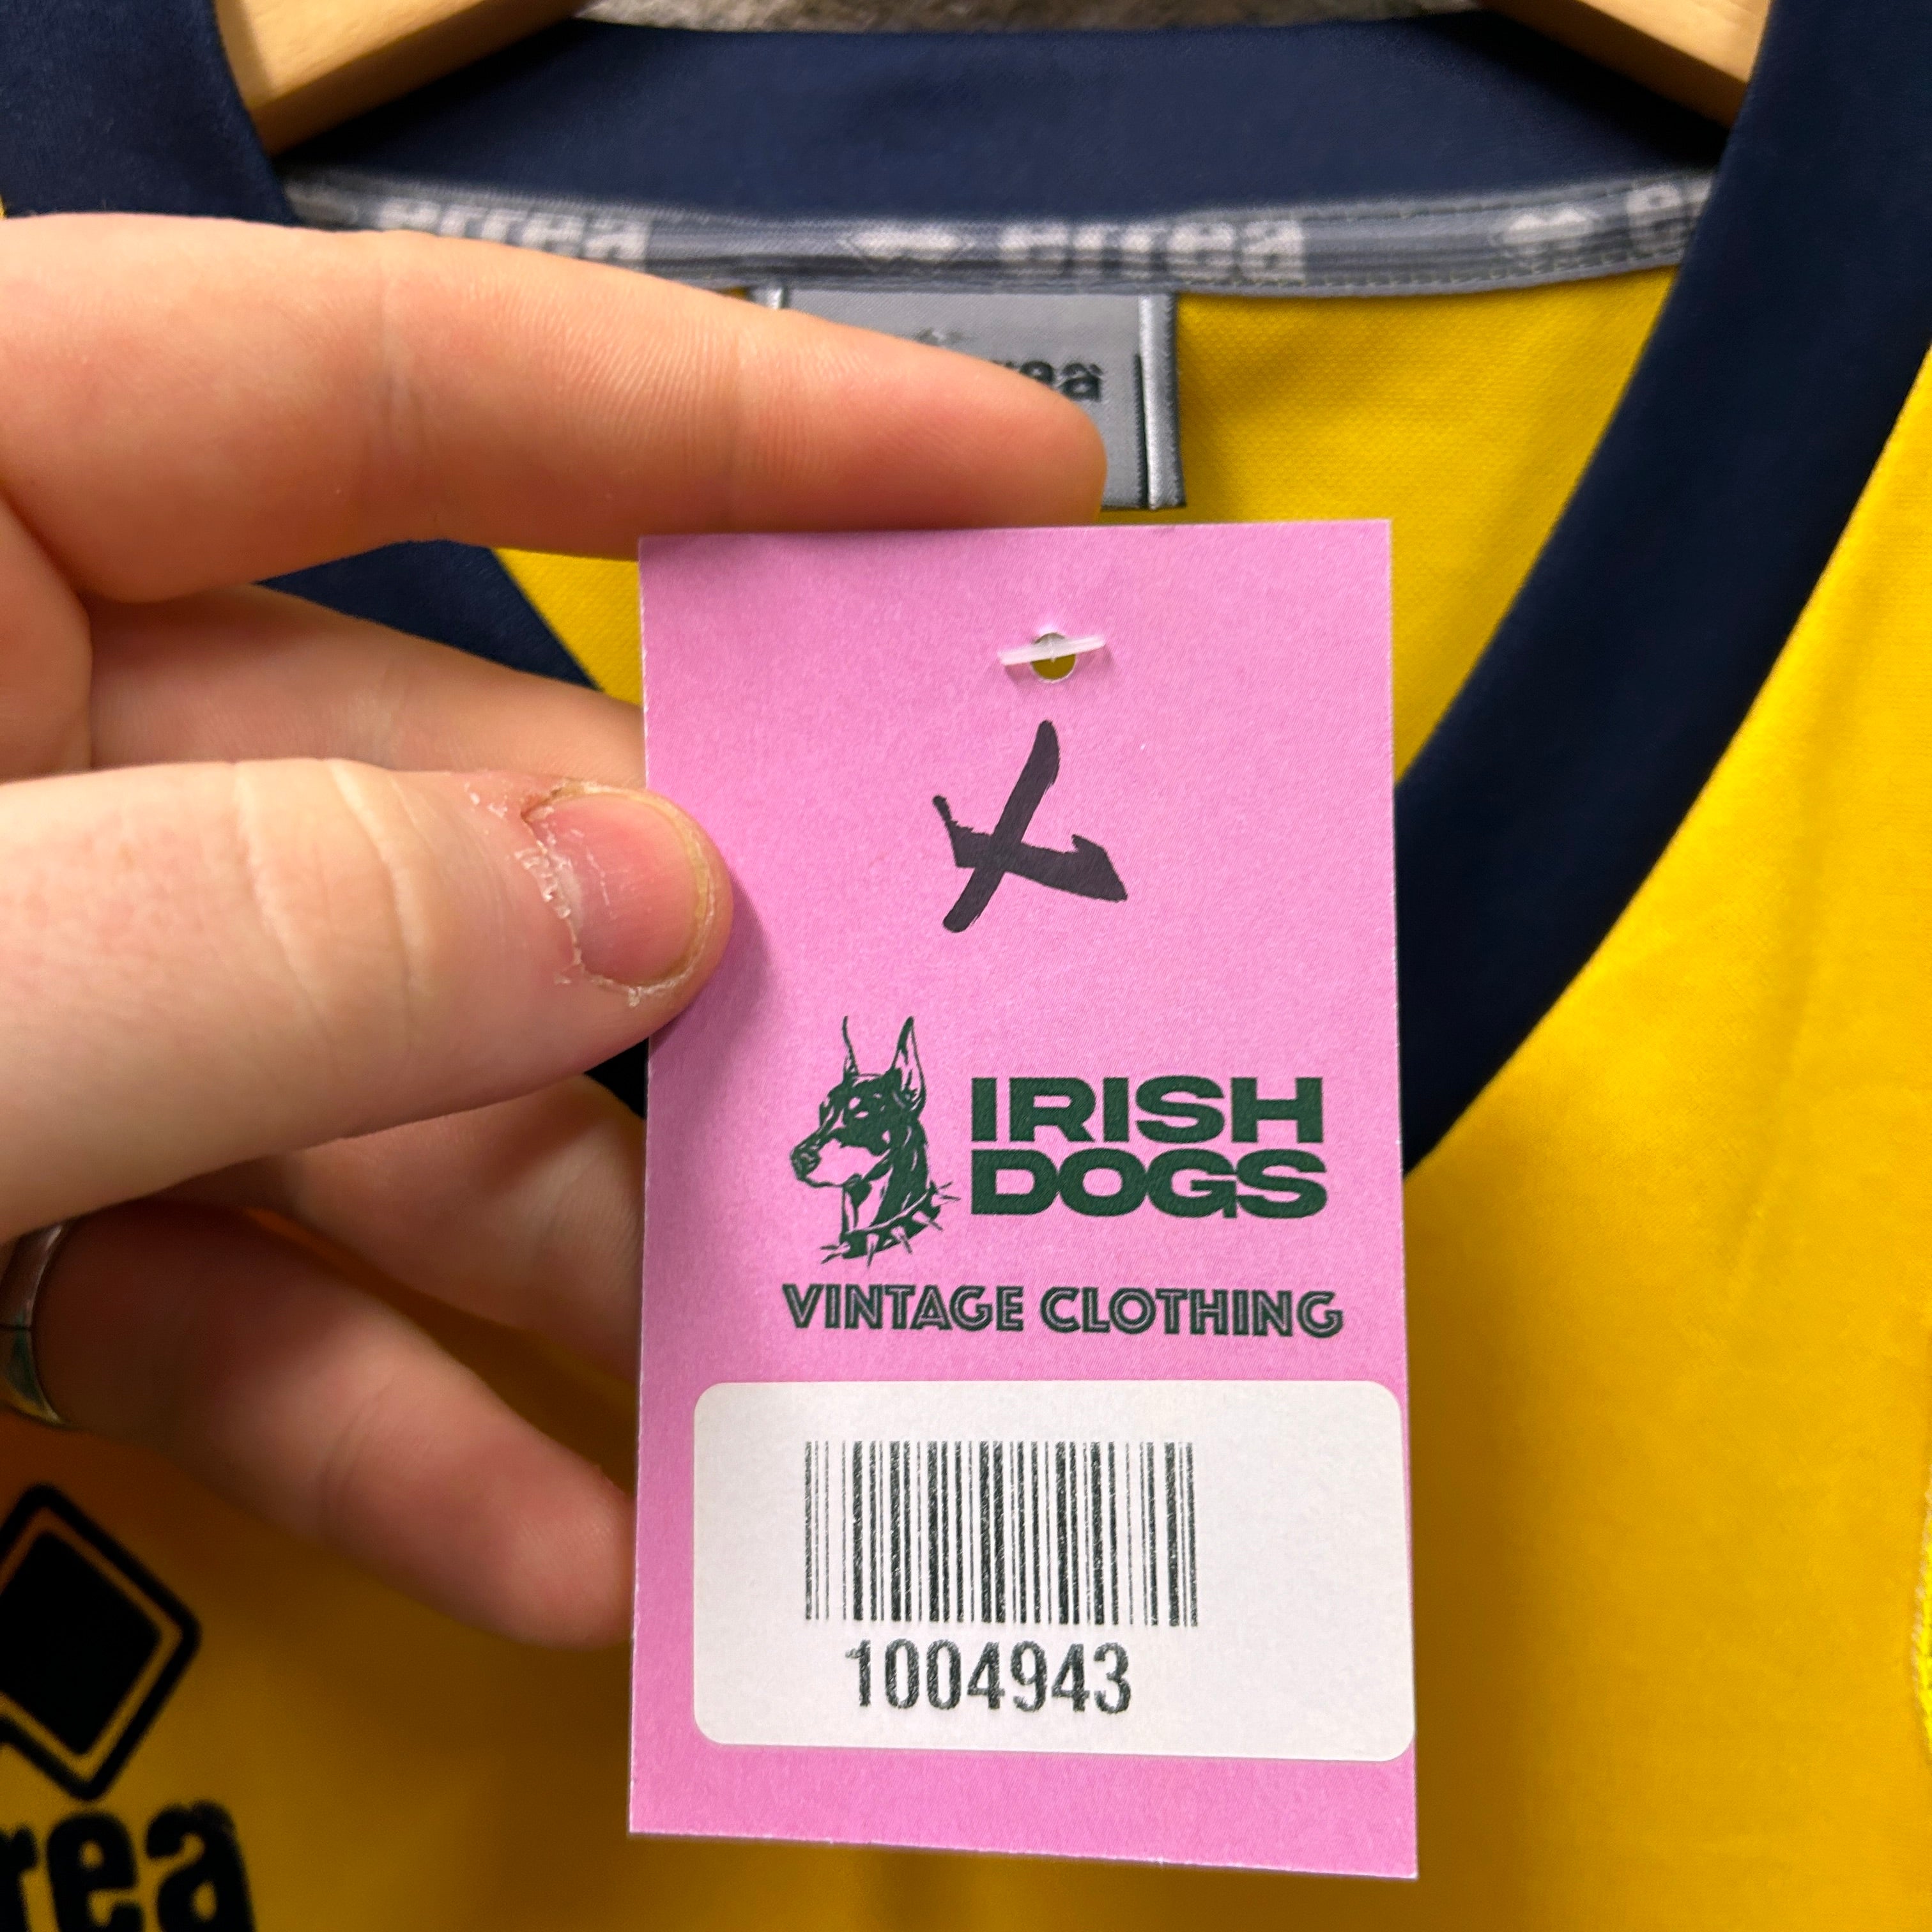 errea errea
IRISH
DOGS
VINTAGE CLOTHING
1004943